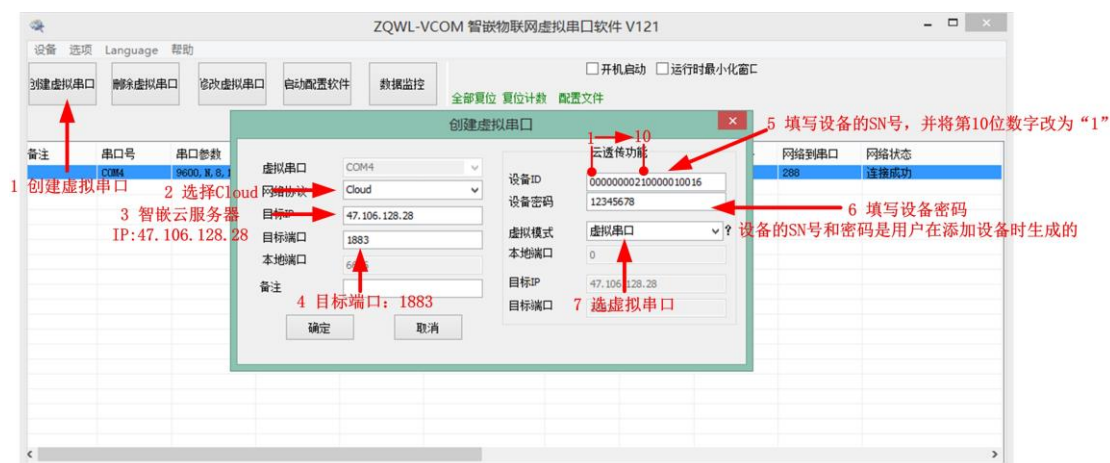 ZQWL-VCOM 智嵌物联网虚拟串口软件 V121
设备 选项 Language 帮助
创建虚拟串口 删除虚拟串口 修改虚拟串口 启动配置软件 数据监控
开机启动 运行时最小化窗口
全部复位 复位计数 配置文件
备注 串口号 串口参数 网络到串口 网络状态
COM4 9600, N, 8, 1 288 连接成功
创建虚拟串口
虚拟串口 COM4
网络协议 Cloud
目标IP 47.106.128.28
目标端口 1883
本地端口
备注
确定 取消
云透传功能
设备ID 00000000210000010016
设备密码 12345678
虚拟模式 虚拟串口 ?
本地端口 0
目标IP 47.106.128.28
目标端口
1 创建虚拟串口
2 选择Cloud
3 智嵌云服务器
IP:47.106.128.28
4 目标端口：1883
1 10
5 填写设备的SN号，并将第10位数字改为“1”
6 填写设备密码
设备的SN号和密码是用户在添加设备时生成的
7 选虚拟串口